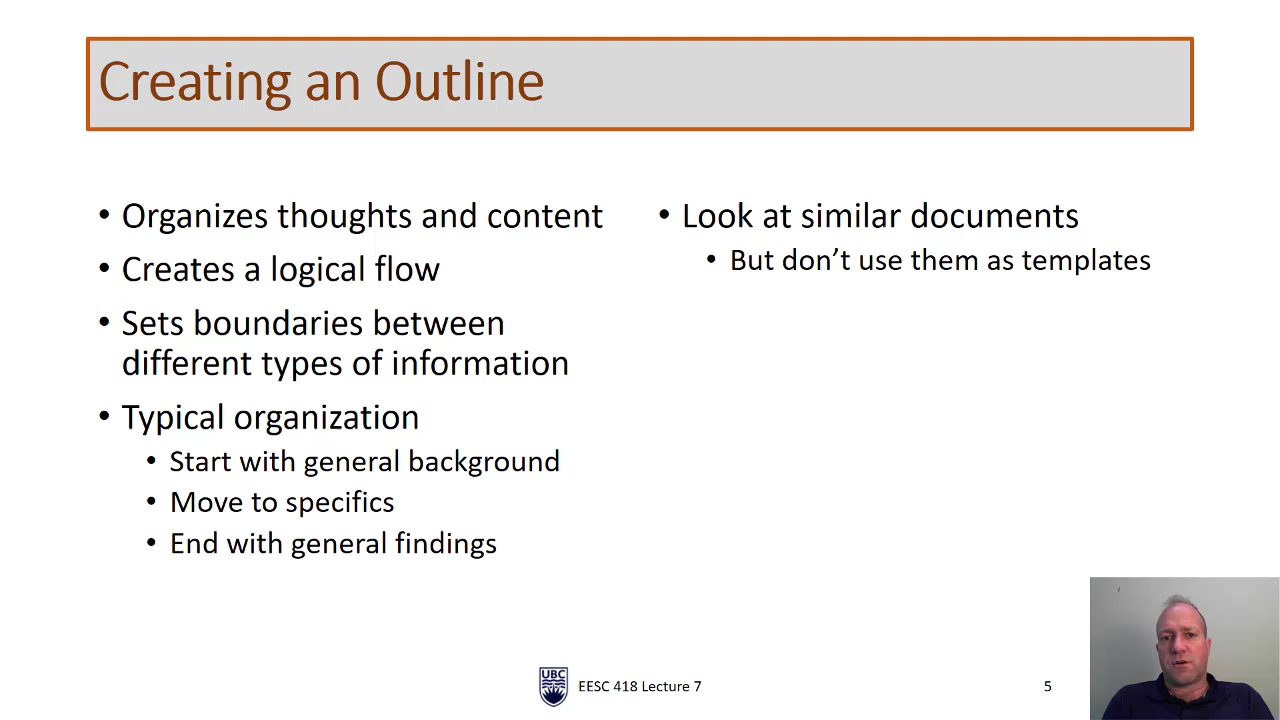 Creating an Outline
• Organizes thoughts and content
• Creates a logical flow
• Sets boundaries between
different types of information
• Typical organization
• Start with general background
• Move to specifics
• End with general findings
• Look at similar documents
• But don’t use them as templates
UBC
EESC 418 Lecture 7
5